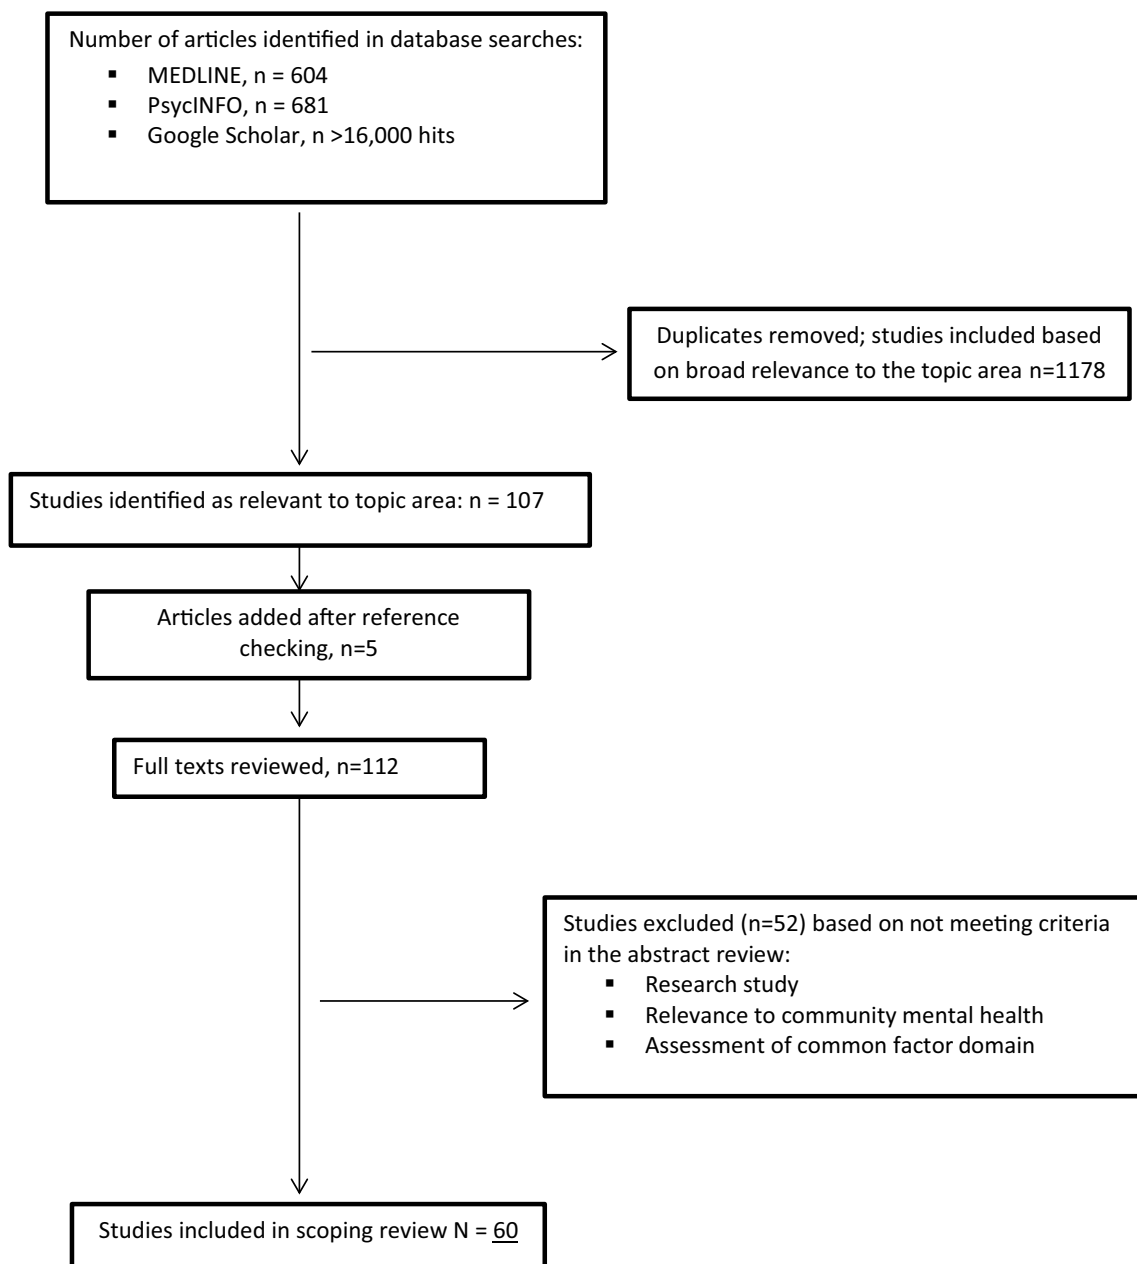 Number of articles identified in database searches:
▪ MEDLINE, n = 604
▪ PsycINFO, n = 681
▪ Google Scholar, n >16,000 hits
Duplicates removed; studies included based
on broad relevance to the topic area n=1178
Studies identified as relevant to topic area: n = 107
Articles added after reference
checking, n=5
Full texts reviewed, n=112
Studies excluded (n=52) based on not meeting criteria
in the abstract review:
▪ Research study
▪ Relevance to community mental health
▪ Assessment of common factor domain
Studies included in scoping review N = 60